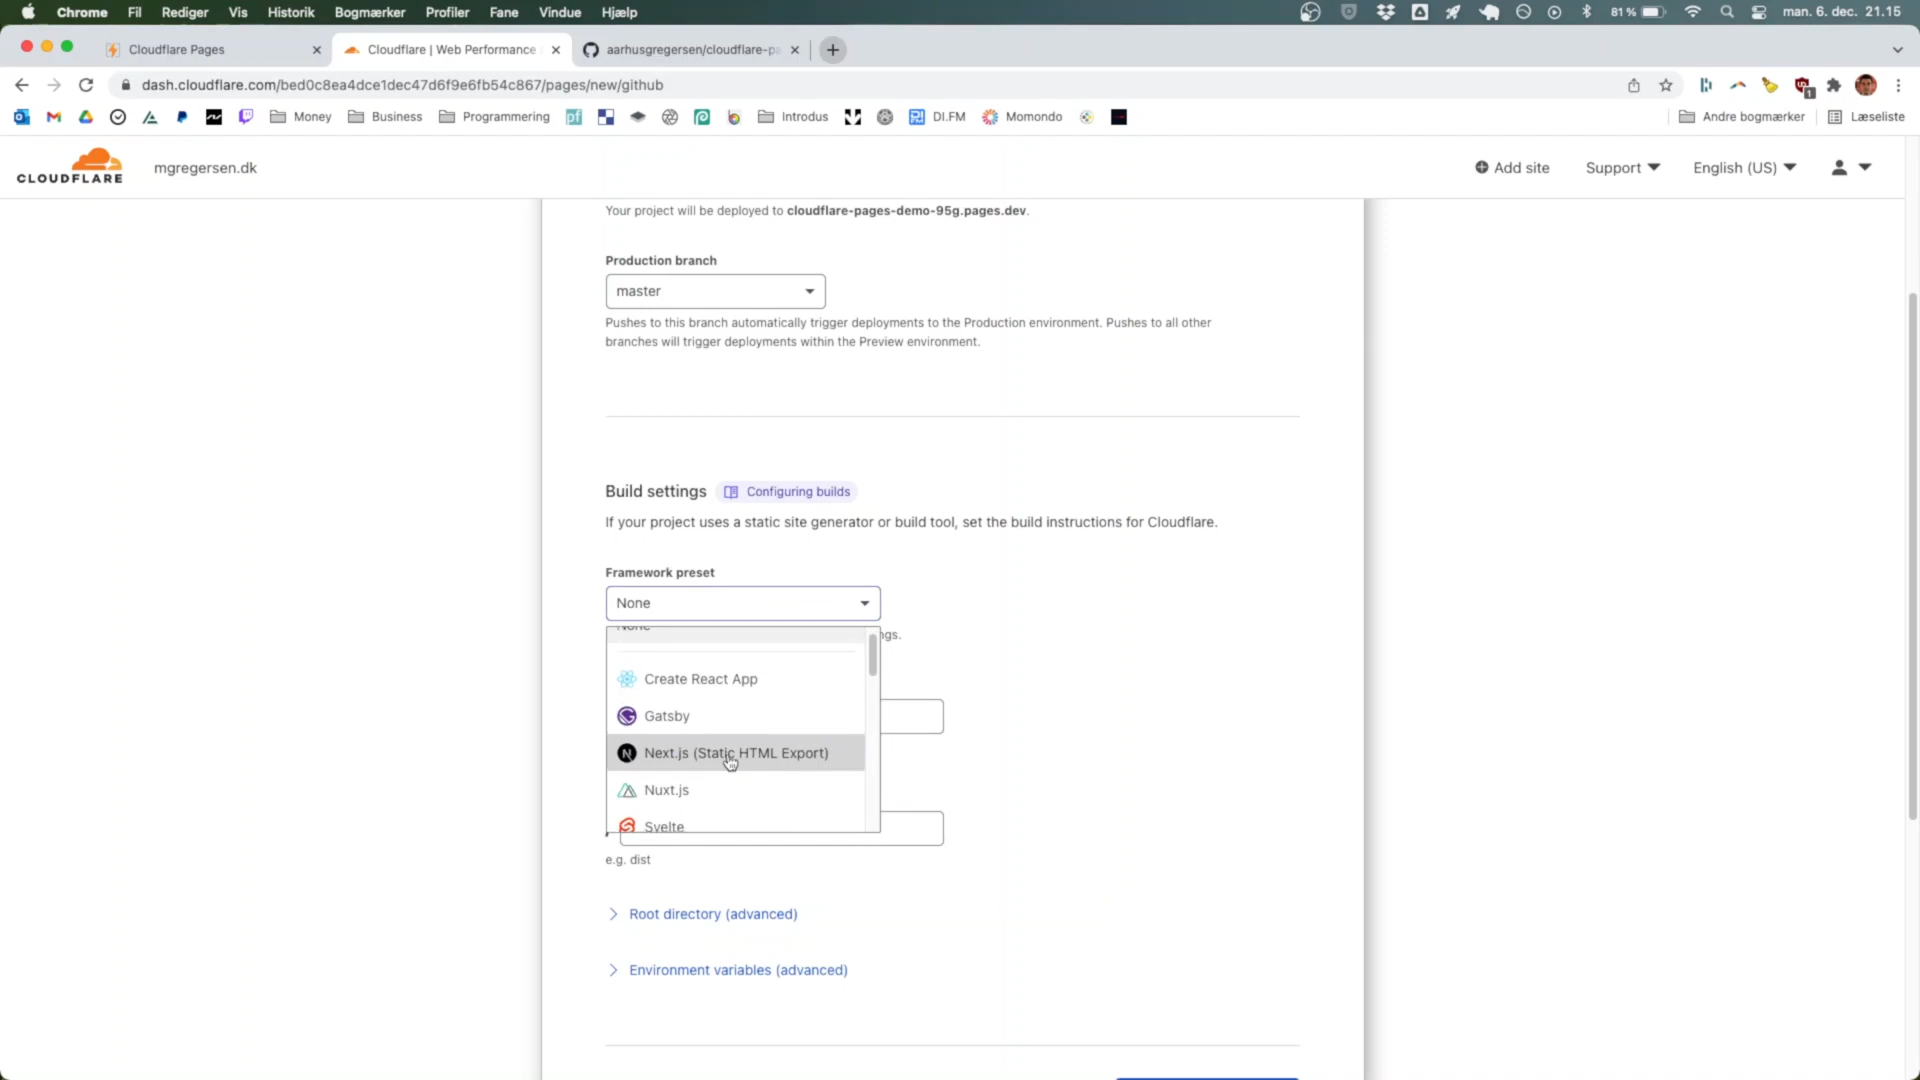 Chrome Fil Rediger Vis Historik Bogmærker Profiler Fane Vindue Hjælp 81 % man. 6. dec. 21.15
Cloudflare Pages Cloudflare | Web Performance aarhusgregersen/cloudflare-pa
dash.cloudflare.com/bed0c8ea4dce1dec47d6f9e6fb54c867/pages/new/github 1
Money Business Programmering pf Introdus DI.FM Momondo Andre bogmærker Læseliste
CLOUDFLARE mgregersen.dk Add site Support English (US)
Your project will be deployed to cloudflare-pages-demo-95g.pages.dev.
Production branch
master
Pushes to this branch automatically trigger deployments to the Production environment. Pushes to all other
branches will trigger deployments within the Preview environment.
Build settings Configuring builds
If your project uses a static site generator or build tool, set the build instructions for Cloudflare.
Framework preset
None
None
ngs.
Create React App
Gatsby
Next.js (Static HTML Export)
Nuxt.js
Svelte
e.g. dist
Root directory (advanced)
Environment variables (advanced)